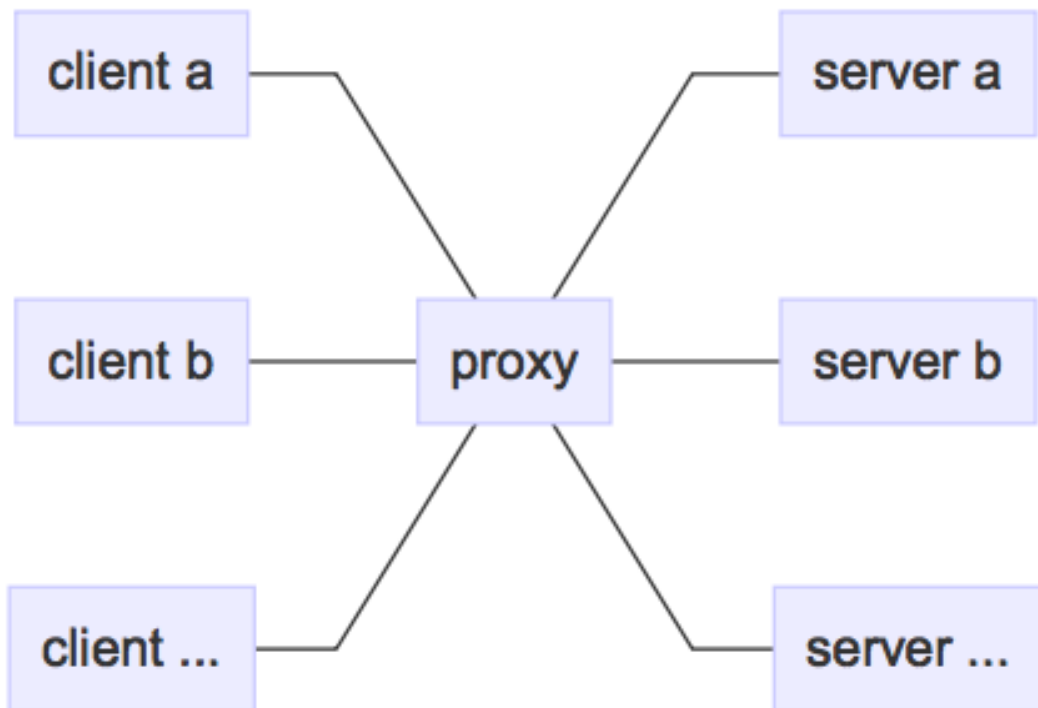 client a
server a
client b
proxy
server b
client ...
server ...